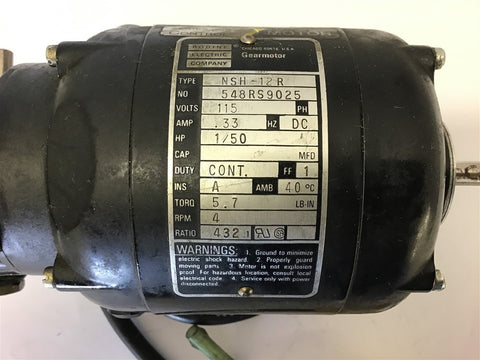 CONTROL MOTOR
BODINE
ELECTRIC
COMPANY
CHICAGO 60618 U.S.A.
Gearmotor
TYPE NSH-12R
NO 548RS9025
VOLTS 115 PH
AMP .33 HZ DC
HP 1/50
CAP MFD
DUTY CONT. FF 1
INS A AMB 40 °C
TORQ 5.7 LB-IN
RPM 4
RATIO 432:1
WARNINGS: 1. Ground to minimize
electric shock hazard. 2. Properly guard
moving parts. 3. Motor is not explosion
proof. For hazardous location, consult local
electrical code. 4. Service only with power
disconnected.